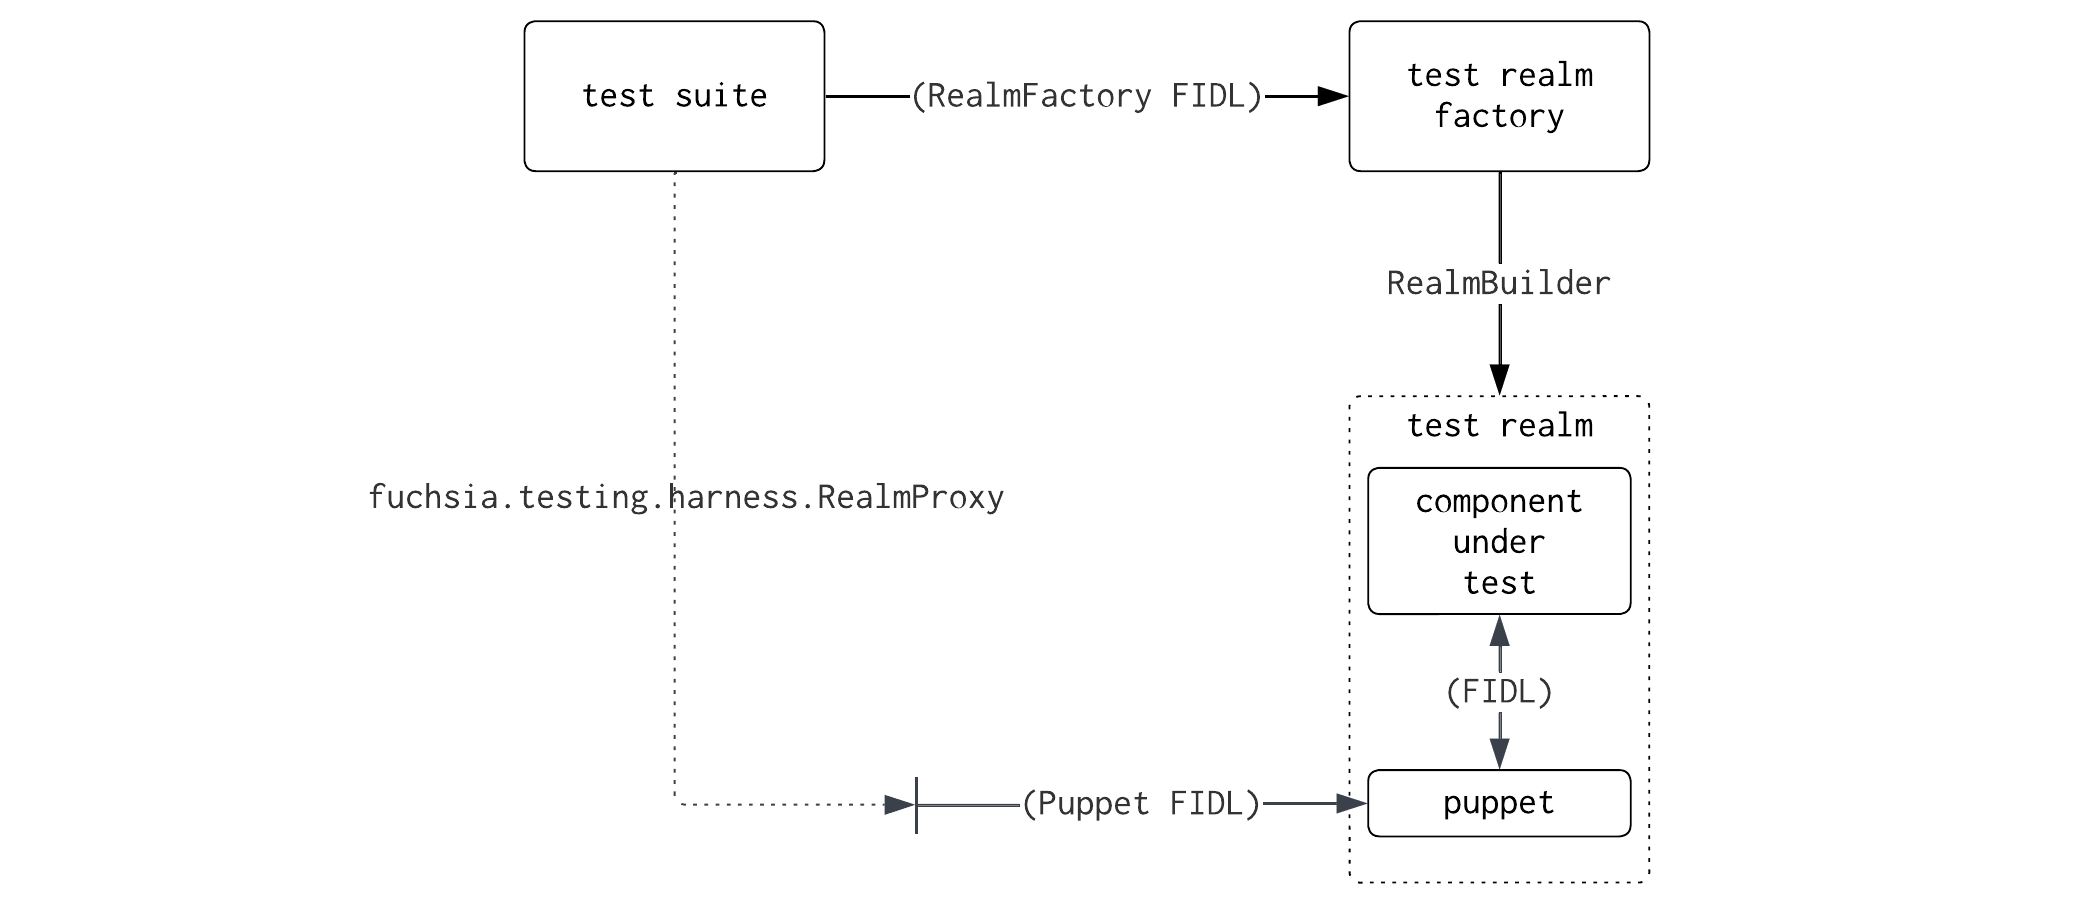 test suite
(RealmFactory FIDL)
test realm
factory
RealmBuilder
test realm
fuchsia.testing.harness.RealmProxy
component
under
test
(FIDL)
(Puppet FIDL)
puppet